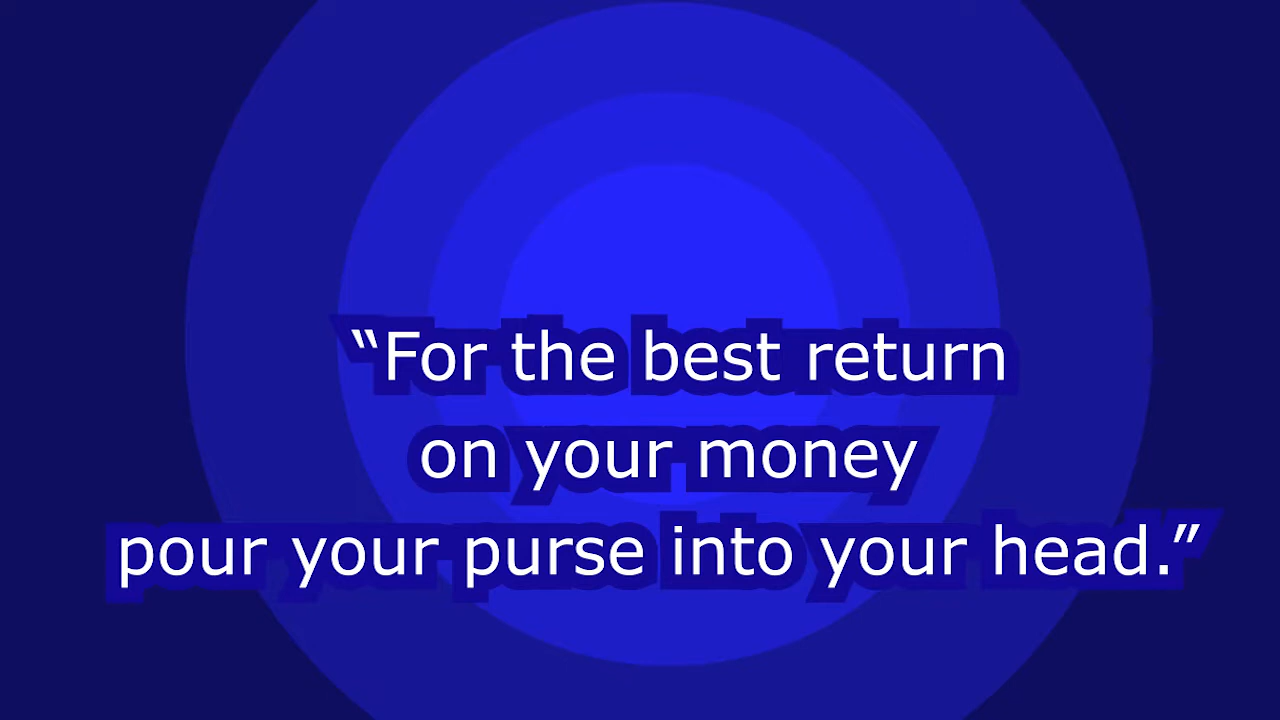 “For the best return
on your money
pour your purse into your head.”